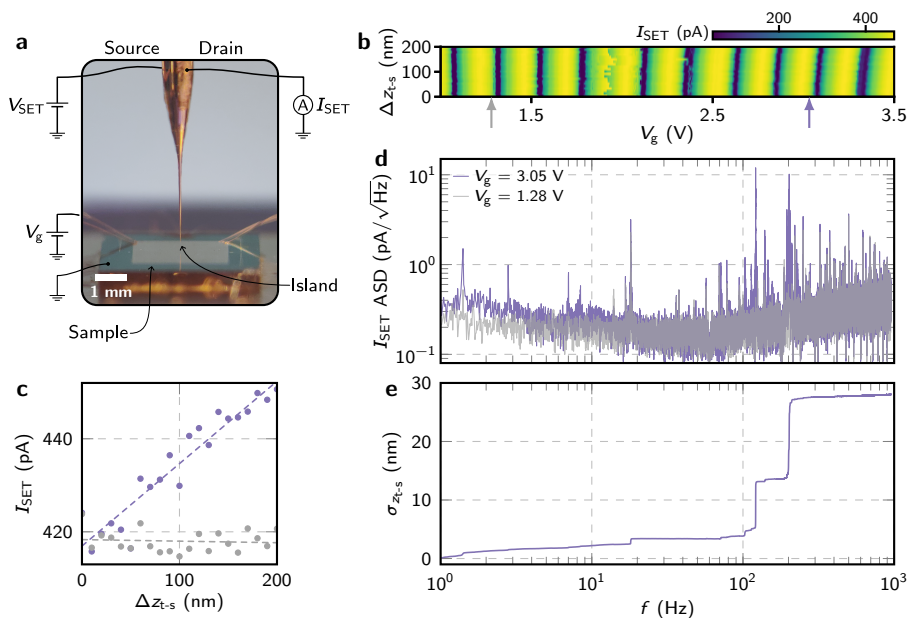 a
Source Drain
V_SET
A I_SET
V_g
1 mm
Island
Sample
b
I_SET (pA) 200 400
Δz_t-s (nm)
200
100
0
1.5 2.5 3.5
V_g (V)
c
I_SET (pA)
440
420
0 100 200
Δz_t-s (nm)
d
V_g = 3.05 V
V_g = 1.28 V
I_SET ASD (pA/√Hz)
10^1
10^0
10^−1
e
σ_z_t-s (nm)
30
20
10
0
10^0 10^1 10^2 10^3
f (Hz)